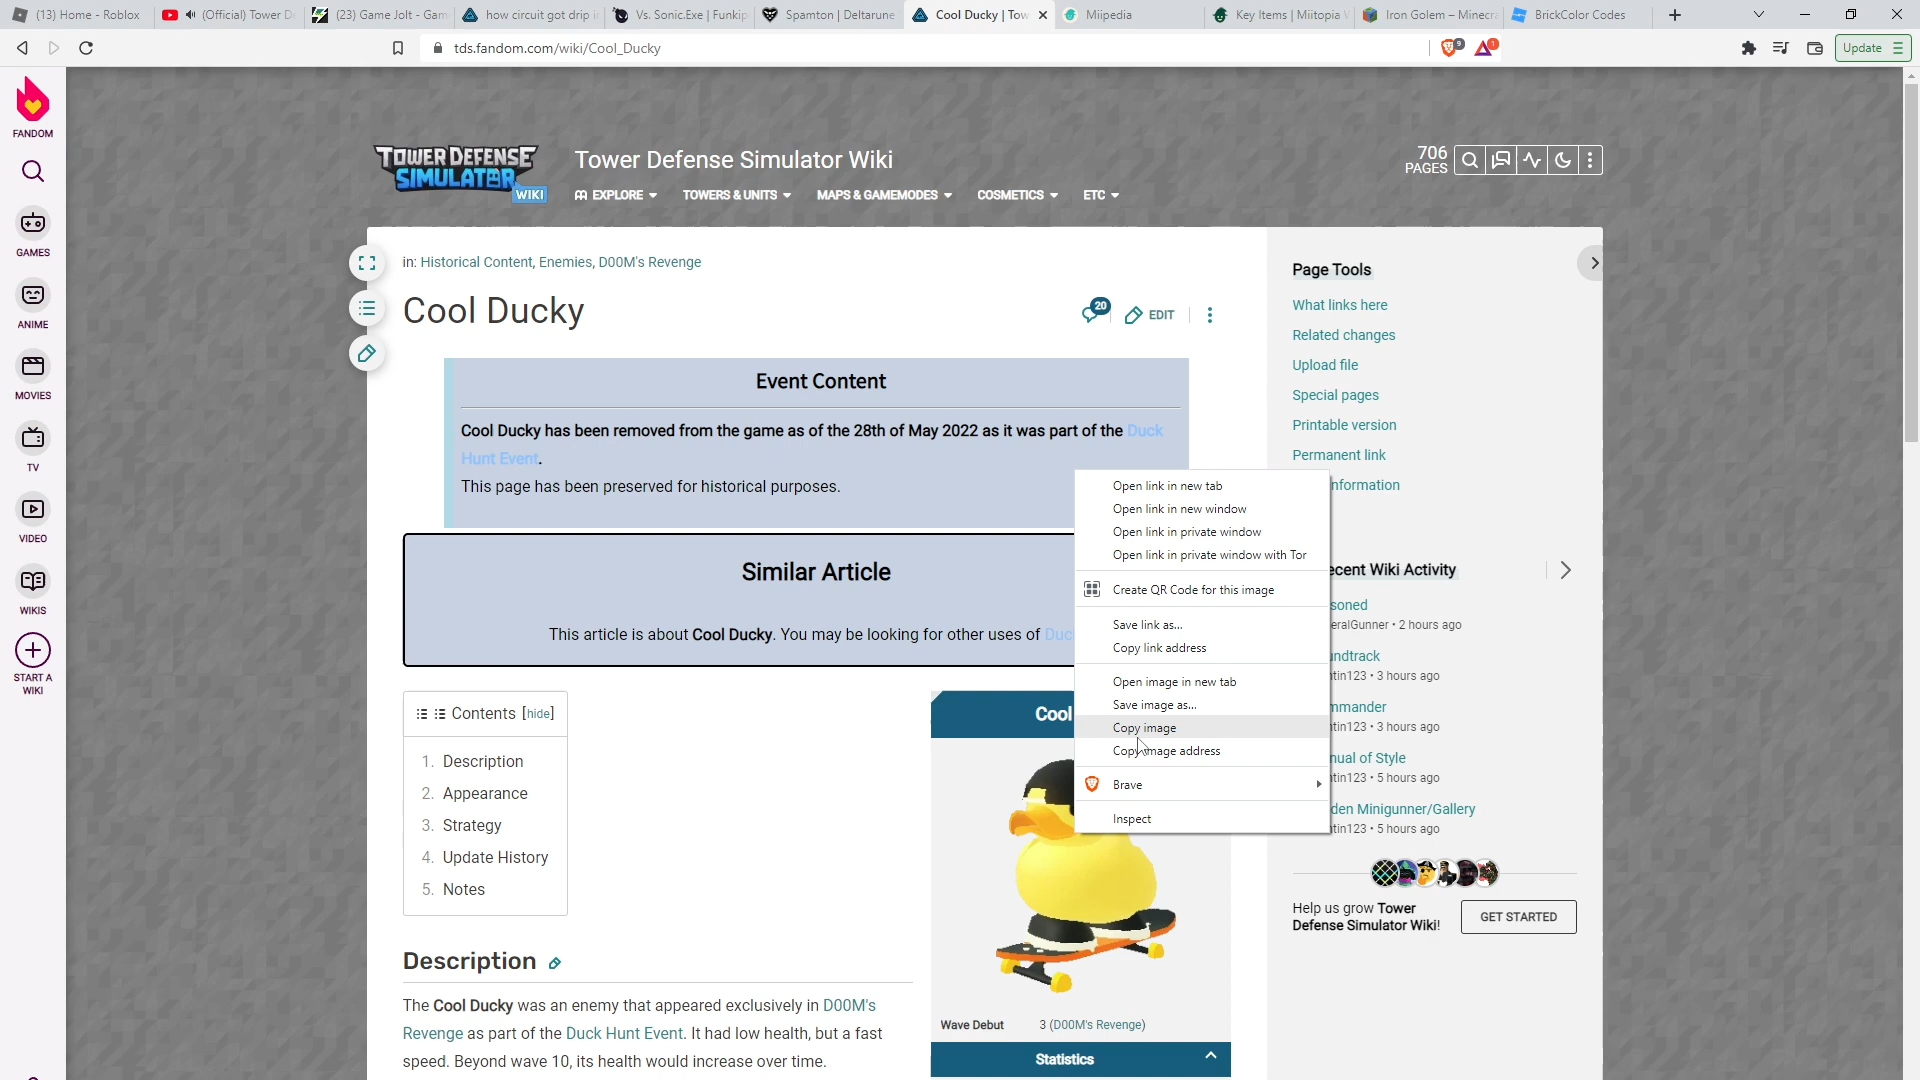 (13) Home - Roblox
(Official) Tower D
(23) Game Jolt - Gam
how circuit got drip i
Vs. Sonic.Exe | Funkip
Spamton | Deltarune
Cool Ducky | Tow
Miipedia
Key Items | Miitopia
Iron Golem – Minecra
BrickColor Codes
tds.fandom.com/wiki/Cool_Ducky
9
1
Update
FANDOM
GAMES
ANIME
MOVIES
TV
VIDEO
WIKIS
START A
WIKI
TOWER DEFENSE
SIMULATOR
WIKI
Tower Defense Simulator Wiki
EXPLORE
TOWERS & UNITS
MAPS & GAMEMODES
COSMETICS
ETC
706
PAGES
in: Historical Content, Enemies, D00M's Revenge
Cool Ducky
20
EDIT
Event Content
Cool Ducky has been removed from the game as of the 28th of May 2022 as it was part of the Duck
Hunt Event.
This page has been preserved for historical purposes.
Similar Article
This article is about Cool Ducky. You may be looking for other uses of Duc
Contents [hide]
1. Description
2. Appearance
3. Strategy
4. Update History
5. Notes
Description
The Cool Ducky was an enemy that appeared exclusively in D00M's
Revenge as part of the Duck Hunt Event. It had low health, but a fast
speed. Beyond wave 10, its health would increase over time.
Cool
Wave Debut 3 (D00M's Revenge)
Statistics
Open link in new tab
Open link in new window
Open link in private window
Open link in private window with Tor
Create QR Code for this image
Save link as...
Copy link address
Open image in new tab
Save image as...
Copy image
Copy image address
Brave
Inspect
Page Tools
What links here
Related changes
Upload file
Special pages
Printable version
Permanent link
nformation
ecent Wiki Activity
soned
eralGunner • 2 hours ago
undtrack
tin123 • 3 hours ago
mmander
tin123 • 3 hours ago
nual of Style
tin123 • 5 hours ago
den Minigunner/Gallery
tin123 • 5 hours ago
Help us grow Tower
Defense Simulator Wiki!
GET STARTED